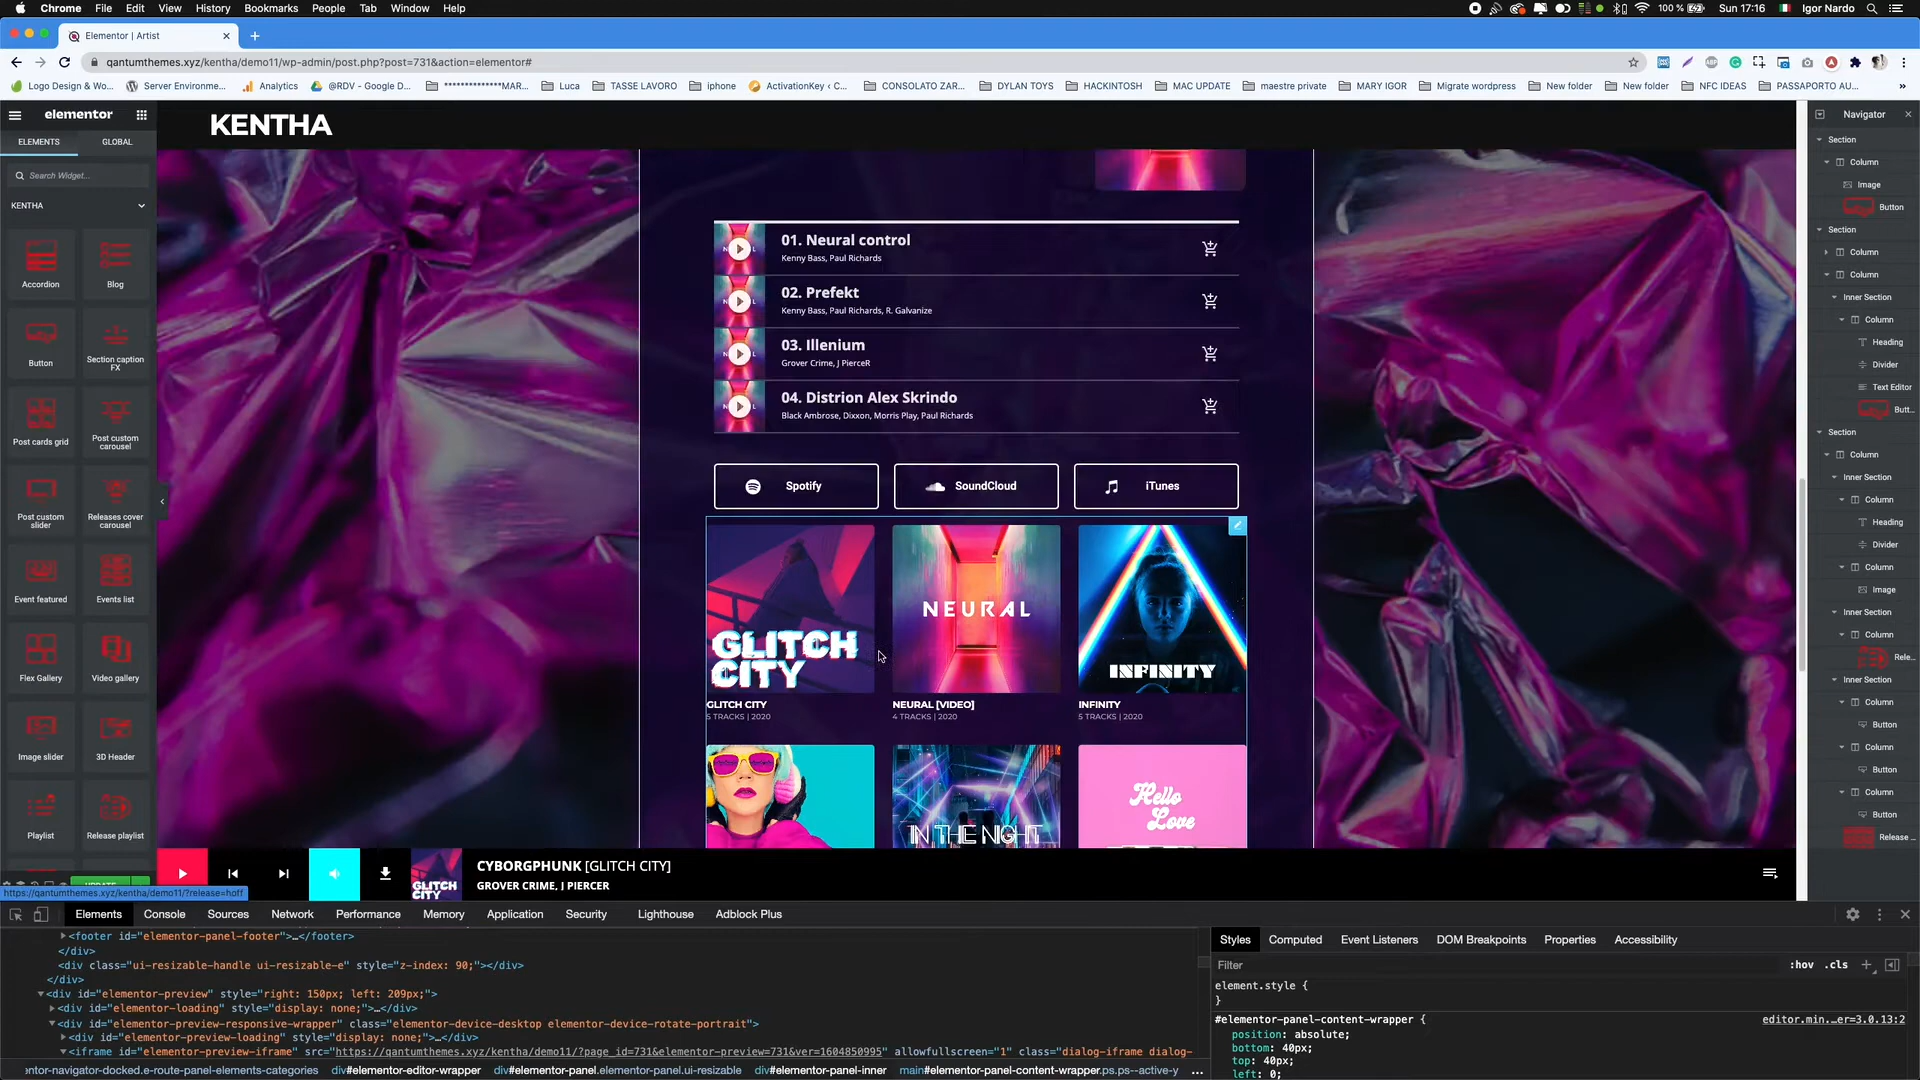 Chrome File Edit View History Bookmarks People Tab Window Help
100 % Sun 17:16 Igor Nardo
Elementor | Artist
qantumthemes.xyz/kentha/demo11/wp-admin/post.php?post=731&action=elementor#
Logo Design & Wo... Server Environme... Analytics @RDV - Google D... ***************MAR... Luca TASSE LAVORO iphone ActivationKey ‹ C... CONSOLATO ZAR... DYLAN TOYS HACKINTOSH MAC UPDATE maestre private MARY IGOR Migrate wordpress New folder New folder NFC IDEAS PASSAPORTO AU... »
elementor
ELEMENTS GLOBAL
Search Widget...
KENTHA
Accordion
Blog
Button
Section caption FX
Post cards grid
Post custom carousel
Post custom slider
Releases cover carousel
Event featured
Events list
Flex Gallery
Video gallery
Image slider
3D Header
Playlist
Release playlist
UPDATE
https://qantumthemes.xyz/kentha/demo11/?release=hoff
KENTHA
01. Neural control
Kenny Bass, Paul Richards
02. Prefekt
Kenny Bass, Paul Richards, R. Galvanize
03. Illenium
Grover Crime, J PierceR
04. Distrion Alex Skrindo
Black Ambrose, Dixxon, Morris Play, Paul Richards
Spotify
SoundCloud
iTunes
GLITCH CITY
NEURAL
INFINITY
GLITCH CITY
5 TRACKS | 2020
NEURAL [VIDEO]
4 TRACKS | 2020
INFINITY
5 TRACKS | 2020
IN THE NIGHT
Hello Love
GLITCH CITY
CYBORGPHUNK [GLITCH CITY]
GROVER CRIME, J PIERCER
Navigator
Section
Column
Image
Button
Section
Column
Column
Inner Section
Column
Heading
Divider
Text Editor
Butt...
Section
Column
Inner Section
Column
Heading
Divider
Column
Image
Inner Section
Column
Rele...
Inner Section
Column
Button
Column
Button
Column
Button
Release ...
Elements Console Sources Network Performance Memory Application Security Lighthouse Adblock Plus
<footer id="elementor-panel-footer">…</footer>
</div>
<div class="ui-resizable-handle ui-resizable-e" style="z-index: 90;"></div>
</div>
<div id="elementor-preview" style="right: 150px; left: 209px;">
<div id="elementor-loading" style="display: none;">…</div>
<div id="elementor-preview-responsive-wrapper" class="elementor-device-desktop elementor-device-rotate-portrait">
<div id="elementor-preview-loading" style="display: none;">…</div>
<iframe id="elementor-preview-iframe" src="https://qantumthemes.xyz/kentha/demo11/?page_id=731&elementor-preview=731&ver=1604850995" allowfullscreen="1" class="dialog-iframe dialog-
ntor-navigator-docked.e-route-panel-elements-categories div#elementor-editor-wrapper div#elementor-panel.elementor-panel.ui-resizable div#elementor-panel-inner main#elementor-panel-content-wrapper.ps.ps--active-y ...
Styles Computed Event Listeners DOM Breakpoints Properties Accessibility
Filter :hov .cls +
element.style {
}
#elementor-panel-content-wrapper { editor.min.…er=3.0.13:2
position: absolute;
bottom: 40px;
top: 40px;
left: 0;